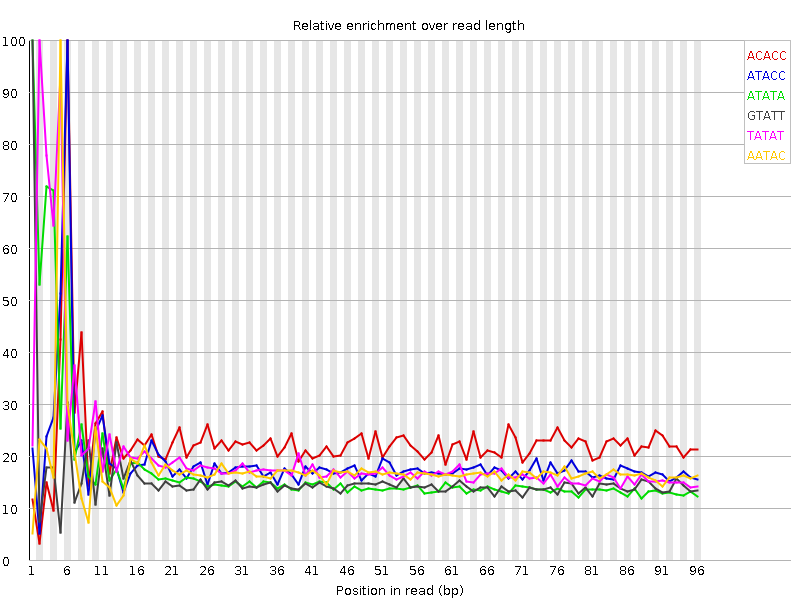 Relative enrichment over read length
100
90
80
70
60
50
40
30
20
10
0
ACACC
ATACC
ATATA
GTATT
TATAT
AATAC
1 6 11 16 21 26 31 36 41 46 51 56 61 66 71 76 81 86 91 96
Position in read (bp)